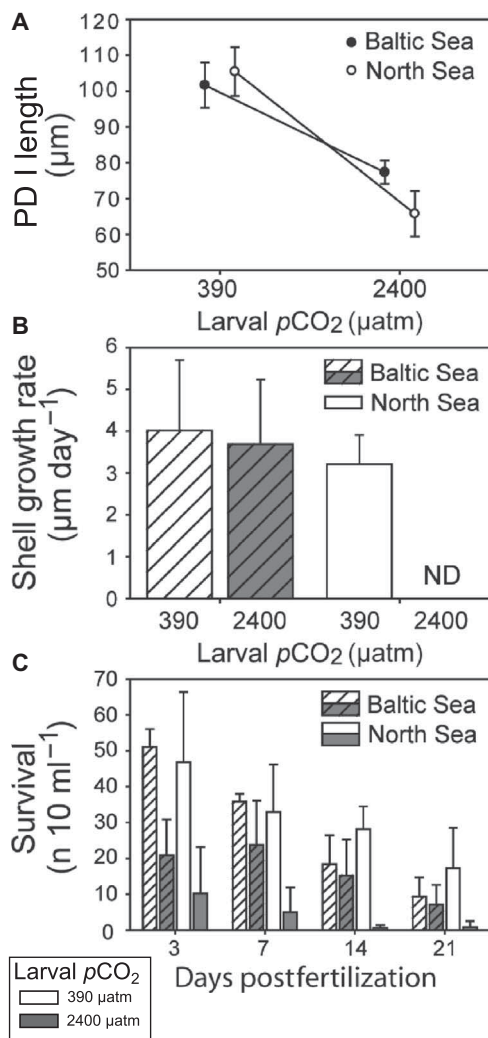 A
120
110
100
90
80
70
60
50
PD I length
(µm)
Baltic Sea
North Sea
390
2400
Larval pCO₂ (µatm)
B
6
5
4
3
2
1
0
Shell growth rate
(µm day⁻¹)
Baltic Sea
North Sea
ND
390
2400
390
2400
Larval pCO₂ (µatm)
C
70
60
50
40
30
20
10
0
Survival
(n 10 ml⁻¹)
Baltic Sea
North Sea
3
7
14
21
Days postfertilization
Larval pCO₂
390 µatm
2400 µatm